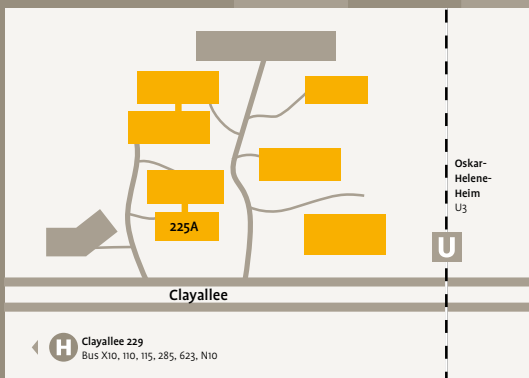 225A
Clayallee
Oskar-
Helene-
Heim
U3
U
H
Clayallee 229
Bus X10, 110, 115, 285, 623, N10